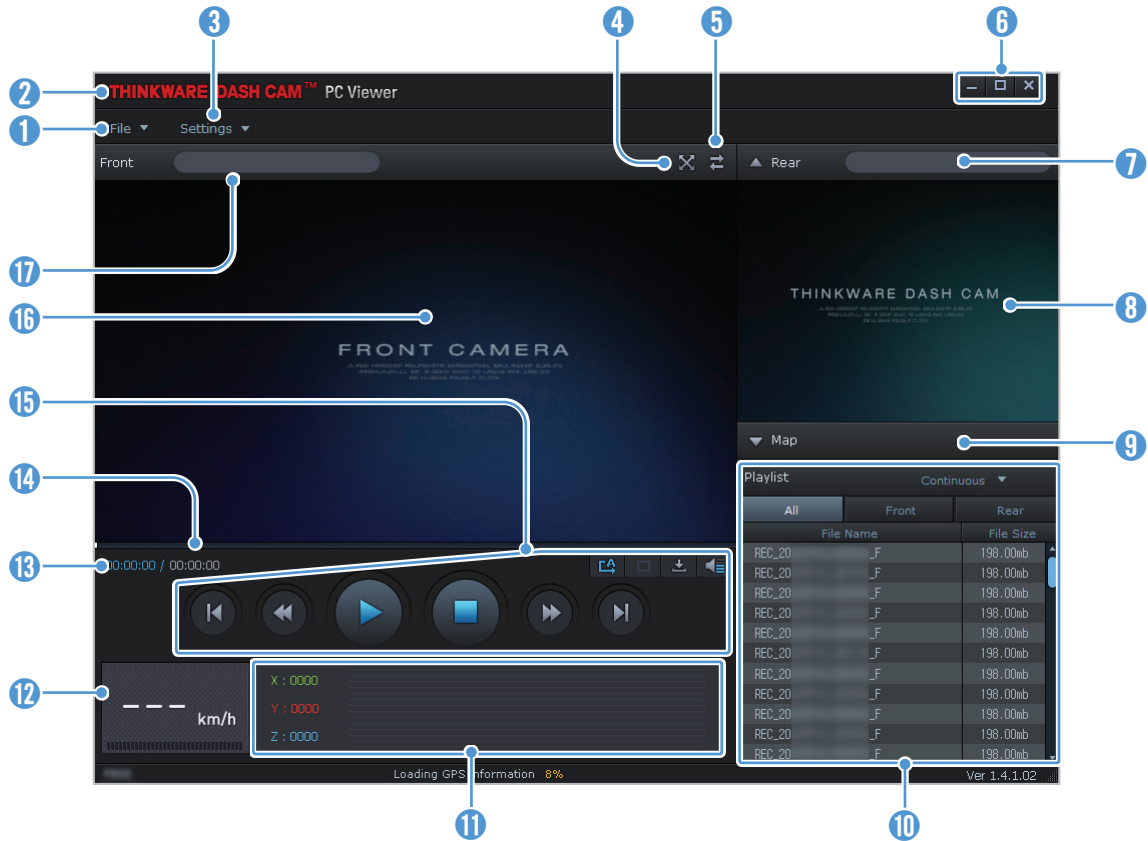 3
4
5
6
2
THINKWARE DASH CAM™ PC Viewer
1
File
Settings
Front
Rear
7
17
16
FRONT CAMERA
THINKWARE DASH CAM
8
15
Map
9
14
Playlist
Continuous
All
Front
Rear
File Name
File Size
13
00:00:00 / 00:00:00
REC_20 _F 198.00mb
REC_20 _F 198.00mb
REC_20 _F 198.00mb
REC_20 _F 198.00mb
REC_20 _F 198.00mb
REC_20 _F 198.00mb
REC_20 _F 198.00mb
REC_20 _F 198.00mb
REC_20 _F 198.00mb
REC_20 _F 198.00mb
REC_20 _F 198.00mb
12
--- km/h
X : 0000
Y : 0000
Z : 0000
Loading GPS Information 8%
Ver 1.4.1.02
11
10